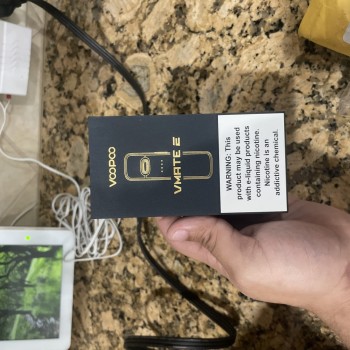 VOOPOO
VMATE E
WARNING: This
product may be used
with e-liquid products
containing nicotine.
Nicotine is an
addictive chemical.